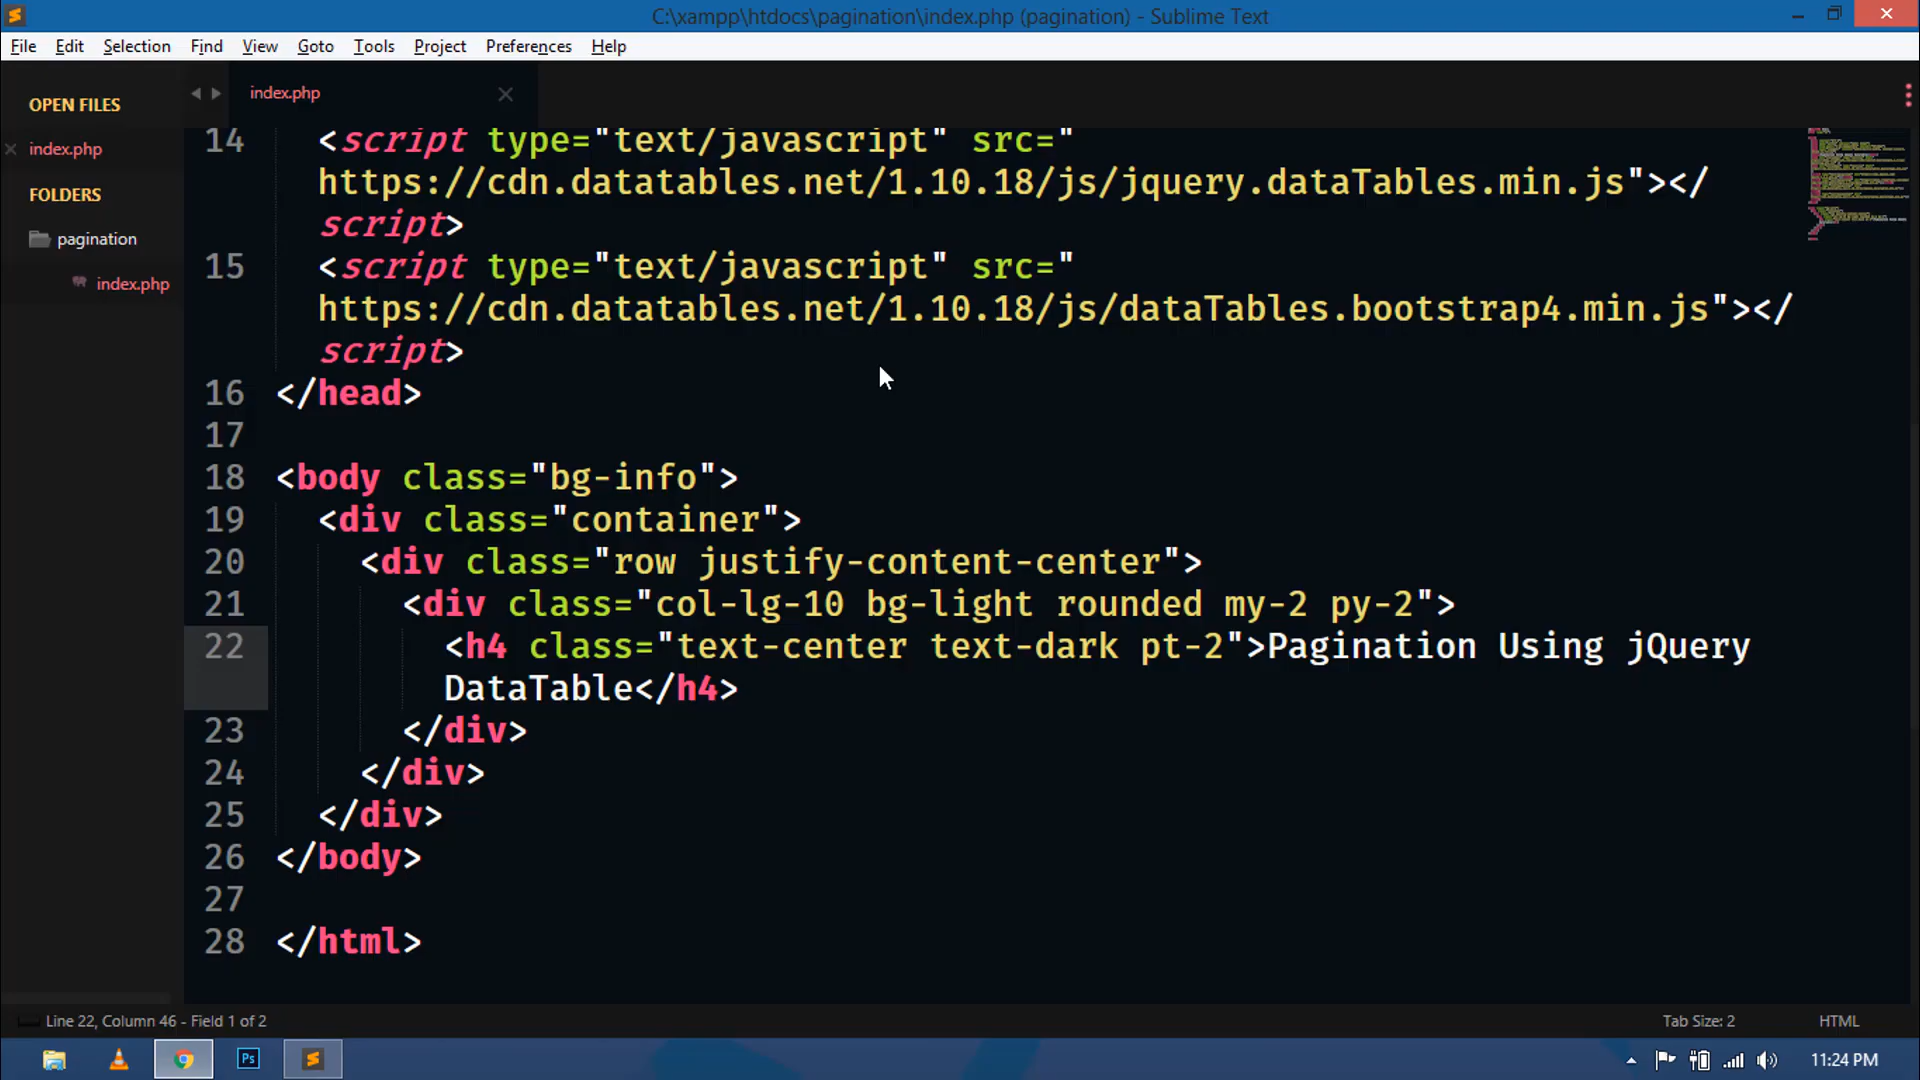 C:\xampp\htdocs\pagination\index.php (pagination) - Sublime Text
File Edit Selection Find View Goto Tools Project Preferences Help
OPEN FILES
index.php
FOLDERS
pagination
index.php
index.php
14 <script type="text/javascript" src="
https://cdn.datatables.net/1.10.18/js/jquery.dataTables.min.js"></
script>
15 <script type="text/javascript" src="
https://cdn.datatables.net/1.10.18/js/dataTables.bootstrap4.min.js"></
script>
16 </head>
17
18 <body class="bg-info">
19 <div class="container">
20 <div class="row justify-content-center">
21 <div class="col-lg-10 bg-light rounded my-2 py-2">
22 <h4 class="text-center text-dark pt-2">Pagination Using jQuery
DataTable</h4>
23 </div>
24 </div>
25 </div>
26 </body>
27
28 </html>
Line 22, Column 46 - Field 1 of 2
Tab Size: 2
HTML
Ps
11:24 PM